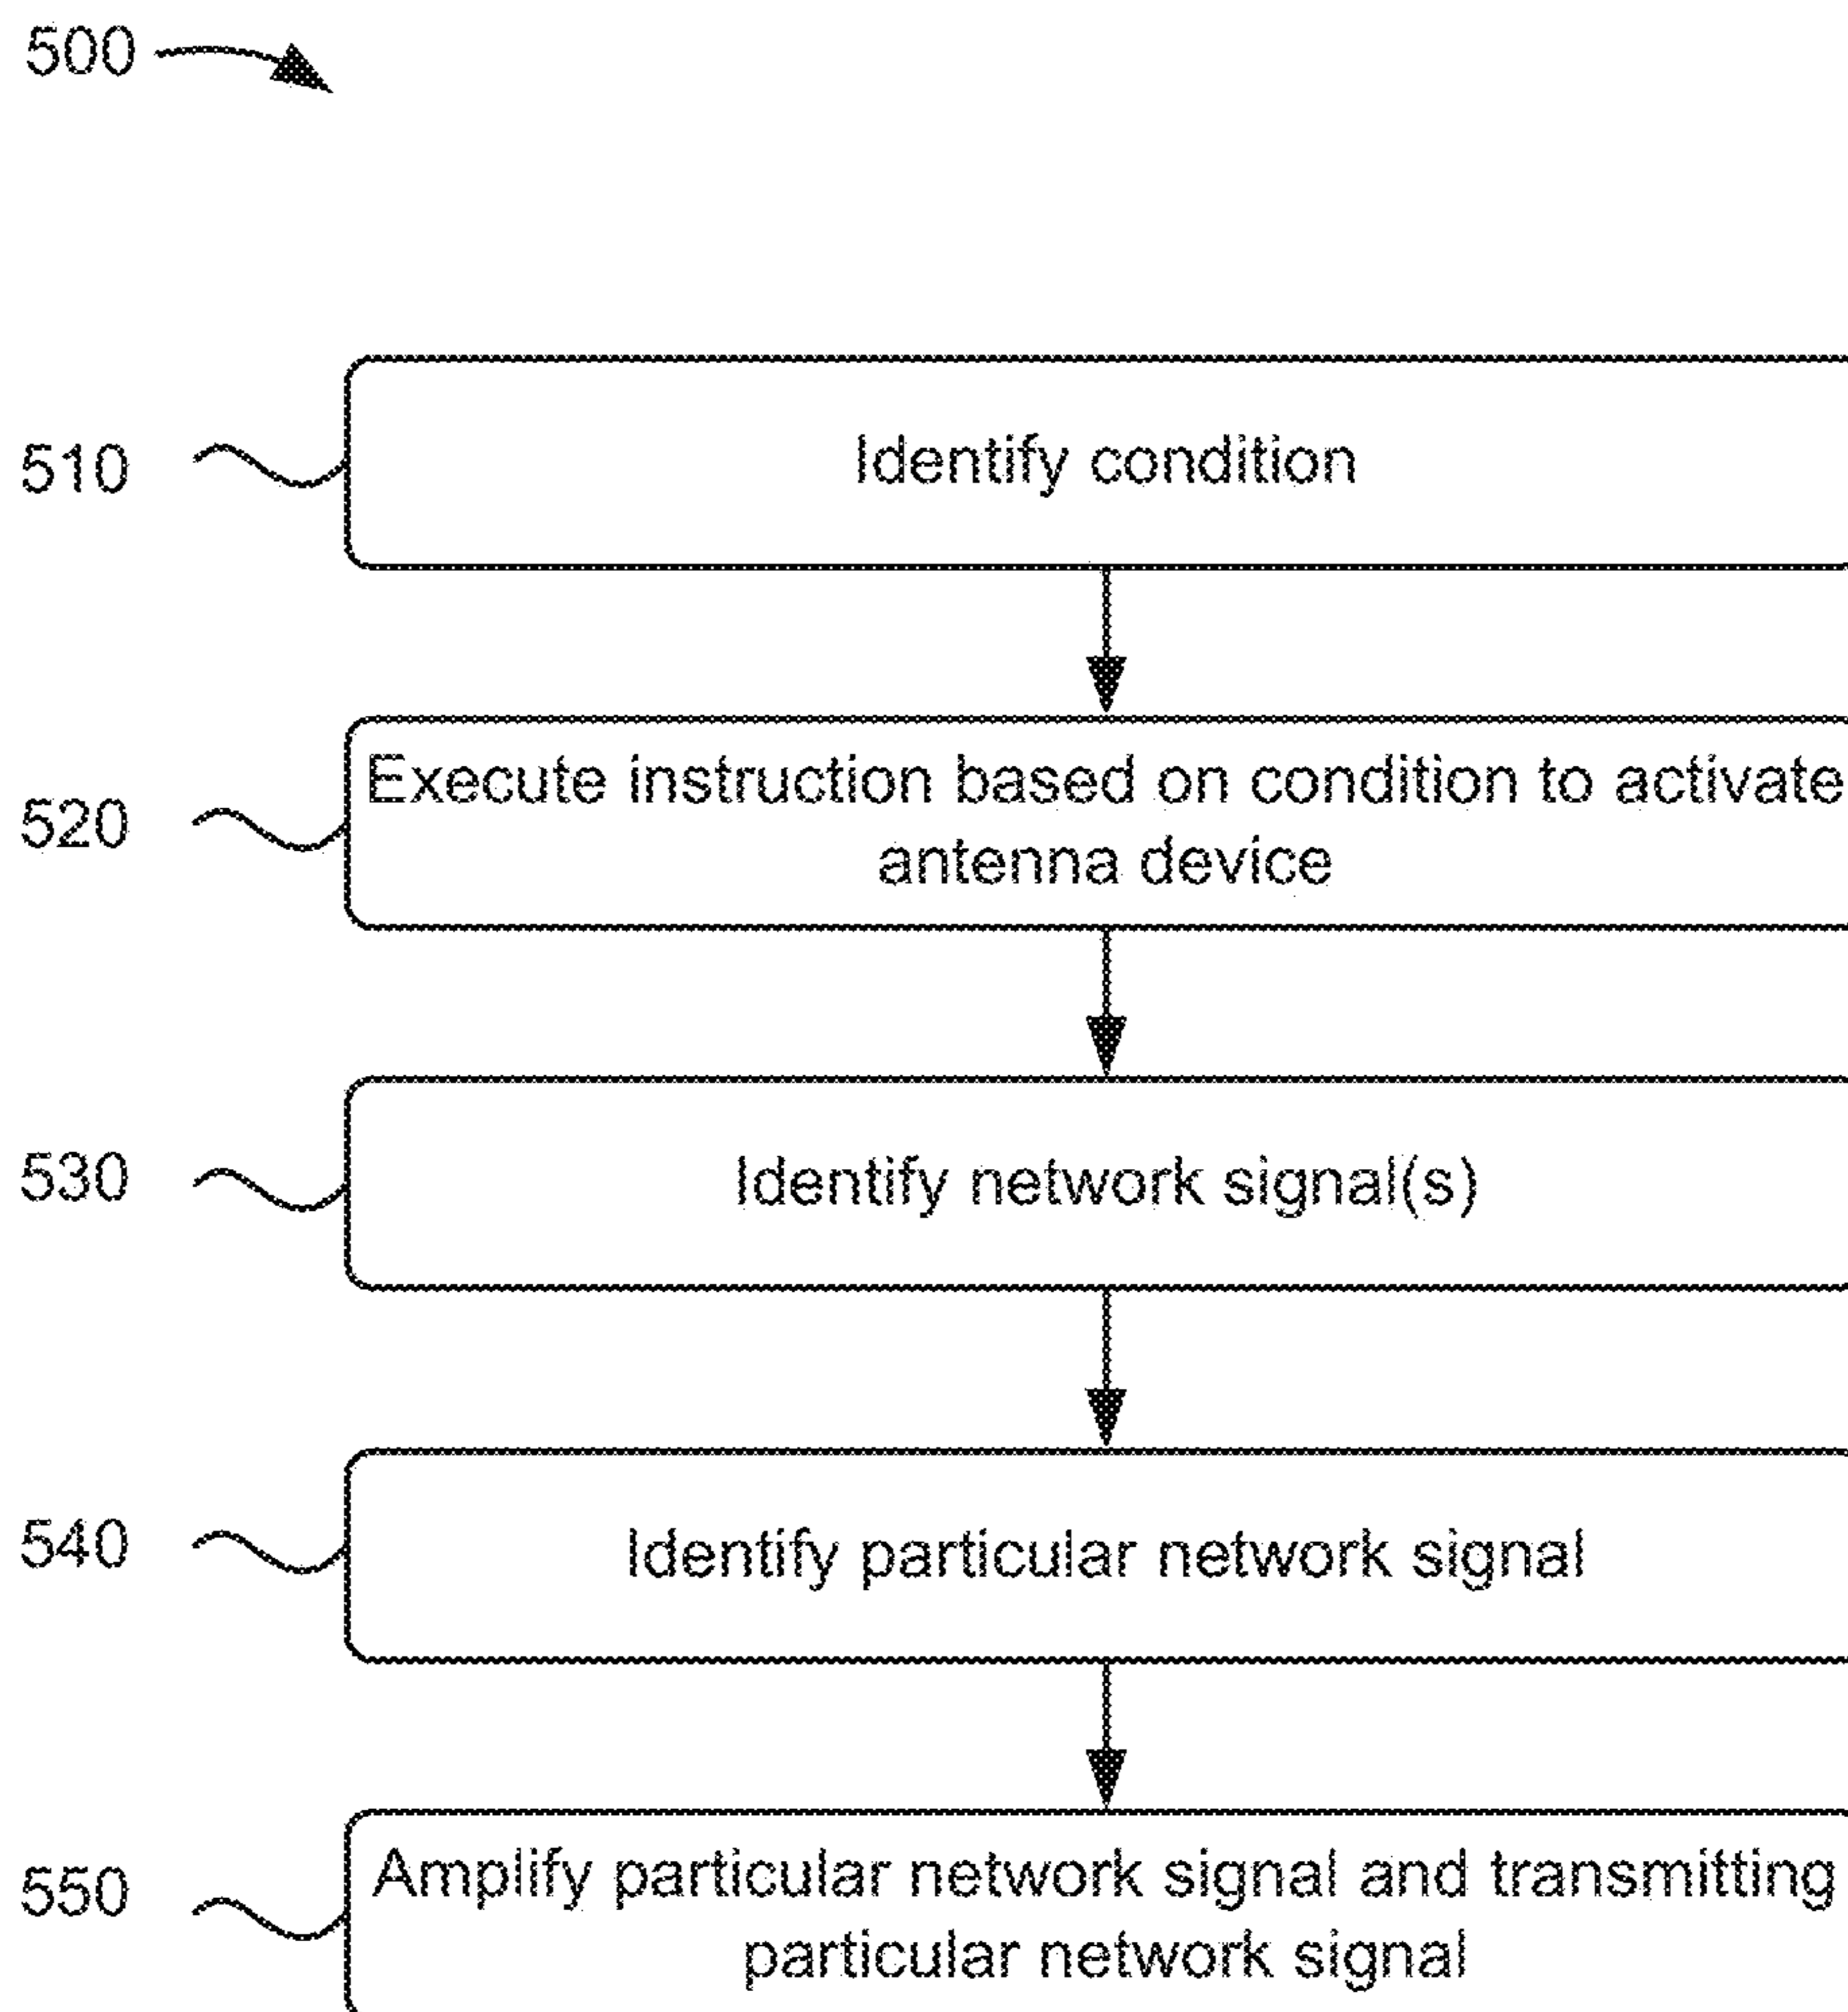 500
510
Identify condition
520
Execute instruction based on condition to activate
antenna device
530
Identify network signal(s)
540
Identify particular network signal
550
Amplify particular network signal and transmitting
particular network signal